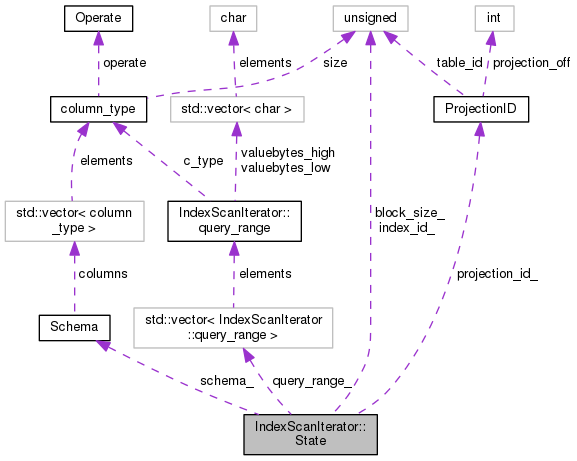 Operate
char
unsigned
int
operate
elements
size
table_id
projection_off
column_type
std::vector< char >
ProjectionID
elements
c_type
valuebytes_high
valuebytes_low
std::vector< column
_type >
IndexScanIterator::
query_range
block_size_
index_id_
columns
elements
projection_id_
Schema
std::vector< IndexScanIterator
::query_range >
schema_
query_range_
IndexScanIterator::
State